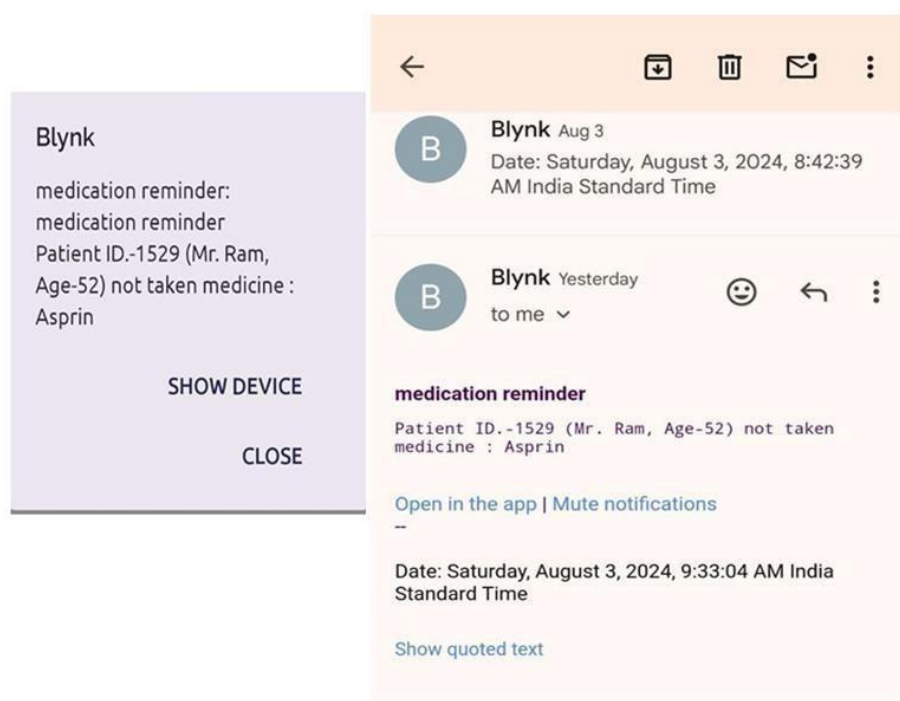 Blynk
medication reminder:
medication reminder
Patient ID.-1529 (Mr. Ram,
Age-52) not taken medicine :
Asprin
SHOW DEVICE
CLOSE
B
Blynk Aug 3
Date: Saturday, August 3, 2024, 8:42:39
AM India Standard Time
B
Blynk Yesterday
to me
medication reminder
Patient ID.-1529 (Mr. Ram, Age-52) not taken
medicine : Asprin
Open in the app | Mute notifications
--
Date: Saturday, August 3, 2024, 9:33:04 AM India
Standard Time
Show quoted text